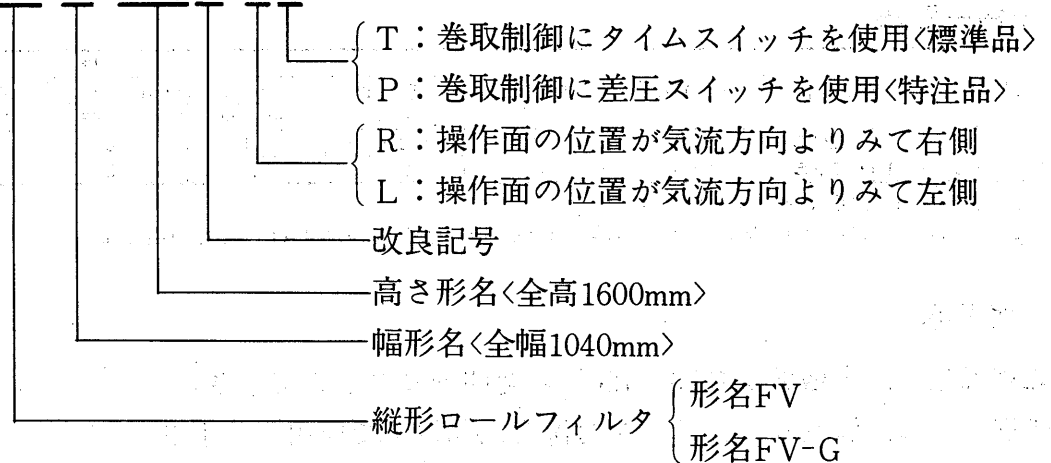 T：巻取制御にタイムスイッチを使用〈標準品〉
P：巻取制御に差圧スイッチを使用〈特注品〉
R：操作面の位置が気流方向よりみて右側
L：操作面の位置が気流方向よりみて左側
改良記号
高さ形名〈全高1600mm〉
幅形名〈全幅1040mm〉
縦形ロールフィルタ
形名FV
形名FV-G